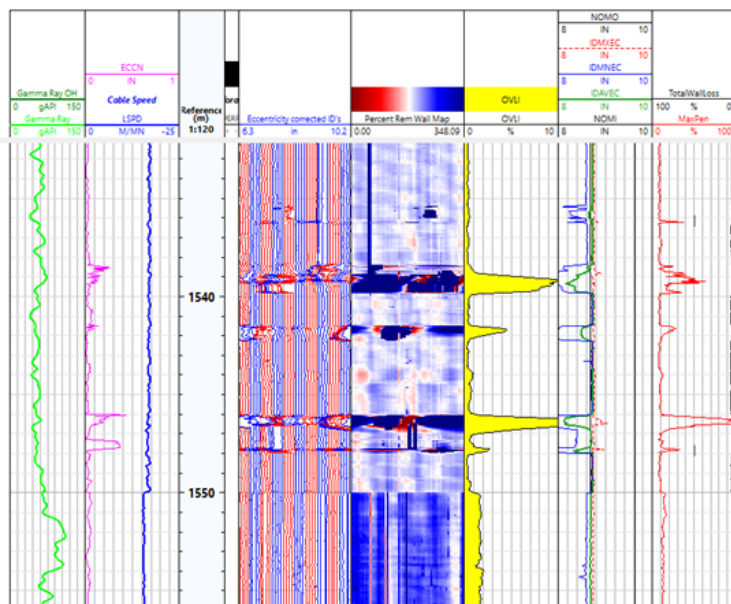 NOMO
8 IN 10
IDMXEC
8 IN 10
ECCN
IDMNEC
0 IN 1
8 IN 10
Gamma Ray OH
Cable Speed
OVLI
IDAVEC
TotalWallLoss
0 gAPI 150
8 IN 10
100 % 0
Gamma Ray
LSPD
Reference
(m)
1:120
Eccentricity corrected ID's
Percent Rem Wall Map
OVLI
NOMI
MaxPen
0 gAPI 150
0 M/MN -25
6.3 in 10.2
0.00 348.09
0 % 10
8 IN 10
0 % 100
1540
1550